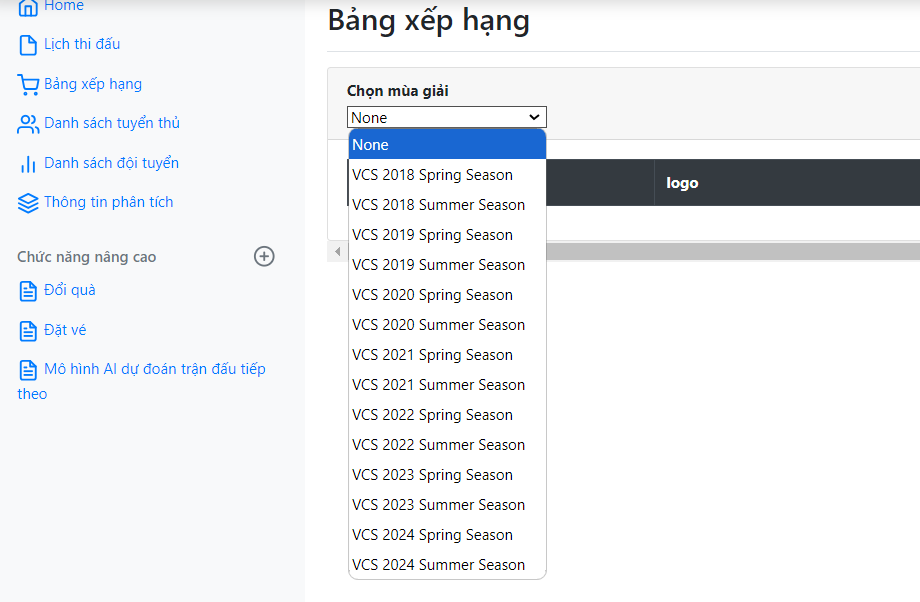 Home
Lịch thi đấu
Bảng xếp hạng
Danh sách tuyển thủ
Danh sách đội tuyển
Thông tin phân tích
Chức năng nâng cao
Đổi quà
Đặt vé
Mô hình AI dự đoán trận đấu tiếp
theo
Bảng xếp hạng
Chọn mùa giải
None
None
VCS 2018 Spring Season
VCS 2018 Summer Season
VCS 2019 Spring Season
VCS 2019 Summer Season
VCS 2020 Spring Season
VCS 2020 Summer Season
VCS 2021 Spring Season
VCS 2021 Summer Season
VCS 2022 Spring Season
VCS 2022 Summer Season
VCS 2023 Spring Season
VCS 2023 Summer Season
VCS 2024 Spring Season
VCS 2024 Summer Season
logo